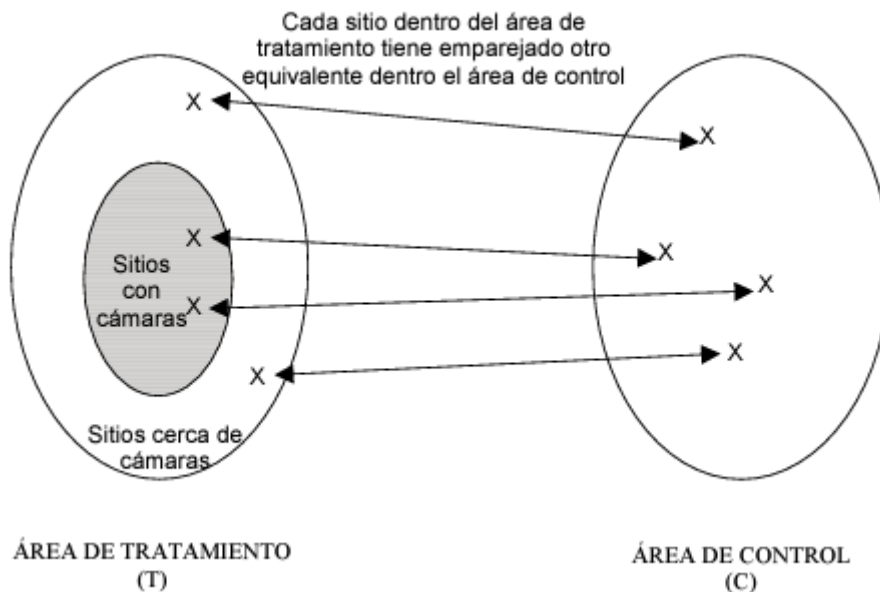 Cada sitio dentro del área de
tratamiento tiene emparejado otro
equivalente dentro el área de control
X
X
X
X
Sitios
con
cámaras
X
X
X
X
Sitios cerca de
cámaras
ÁREA DE TRATAMIENTO
(T)
ÁREA DE CONTROL
(C)